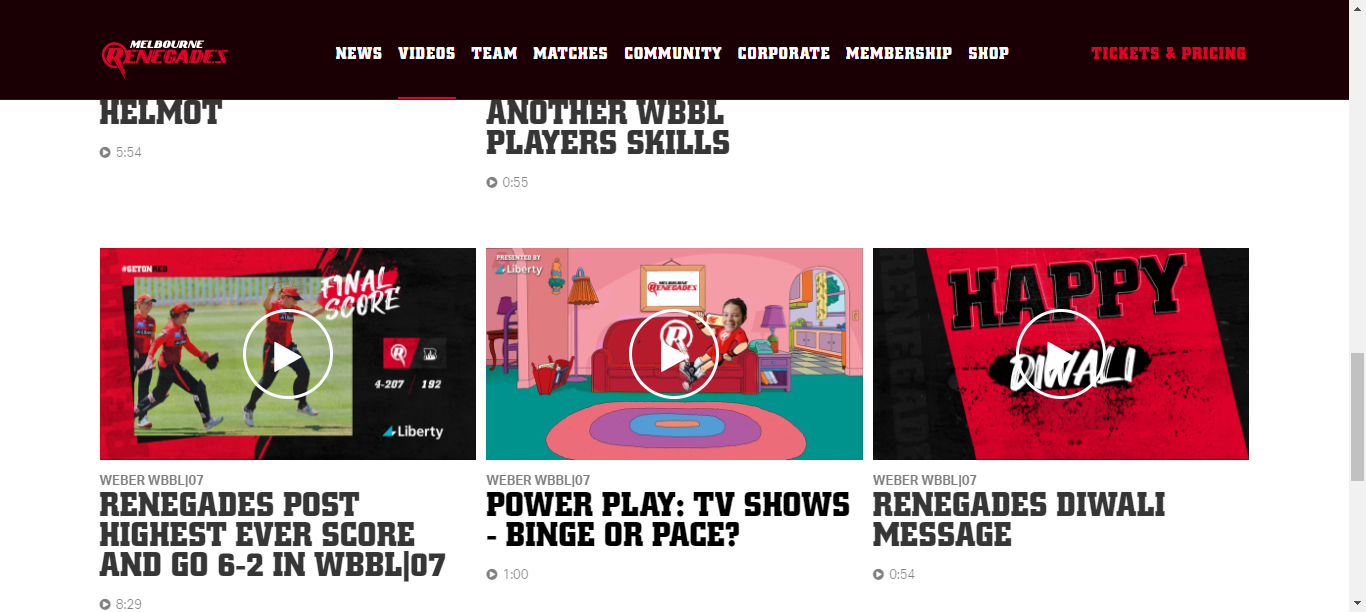 MELBOURNE
RENEGADES
NEWS VIDEOS TEAM MATCHES COMMUNITY CORPORATE MEMBERSHIP SHOP TICKETS & PRICING
HELMOT
5:54
ANOTHER WBBL
PLAYERS SKILLS
0:55
#GETONRED
FINAL
SCORE
R
4-207 / 192
Liberty
WEBER WBBL|07
RENEGADES POST
HIGHEST EVER SCORE
AND GO 6-2 IN WBBL|07
8:29
PRESENTED BY
Liberty
MELBOURNE
RENEGADES
R
WEBER WBBL|07
POWER PLAY: TV SHOWS
- BINGE OR PACE?
1:00
RENEGADES
HAPPY
DIWALI
WEBER WBBL|07
RENEGADES DIWALI
MESSAGE
0:54